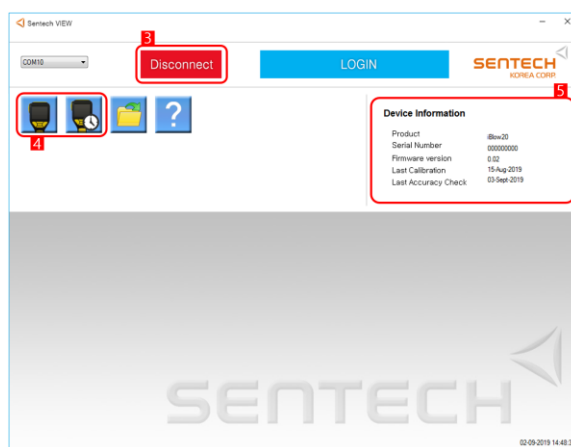 Sentech VIEW
3
COM10
Disconnect
LOGIN
SENTECH
KOREA CORP.
5
4
?
Device Information
Product iBlow20
Serial Number 000000000
Firmware version 0.02
Last Calibration 15-Aug-2019
Last Accuracy Check 03-Sept-2019
SENTECH
02-09-2019 14:48:3